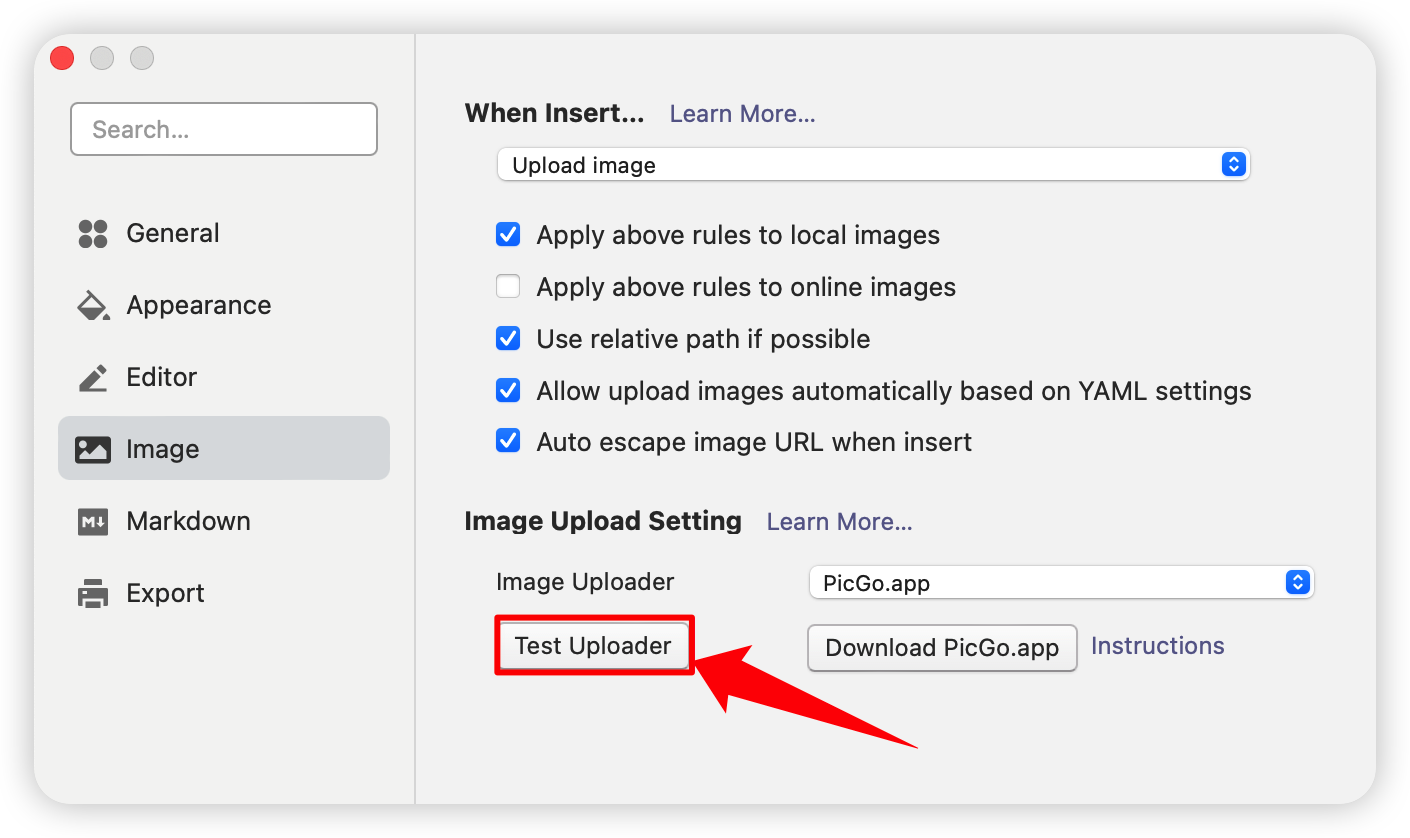 Search...
General
Appearance
Editor
Image
M↓ Markdown
Export
When Insert... Learn More...
Upload image
Apply above rules to local images
Apply above rules to online images
Use relative path if possible
Allow upload images automatically based on YAML settings
Auto escape image URL when insert
Image Upload Setting Learn More...
Image Uploader PicGo.app
Test Uploader Download PicGo.app Instructions